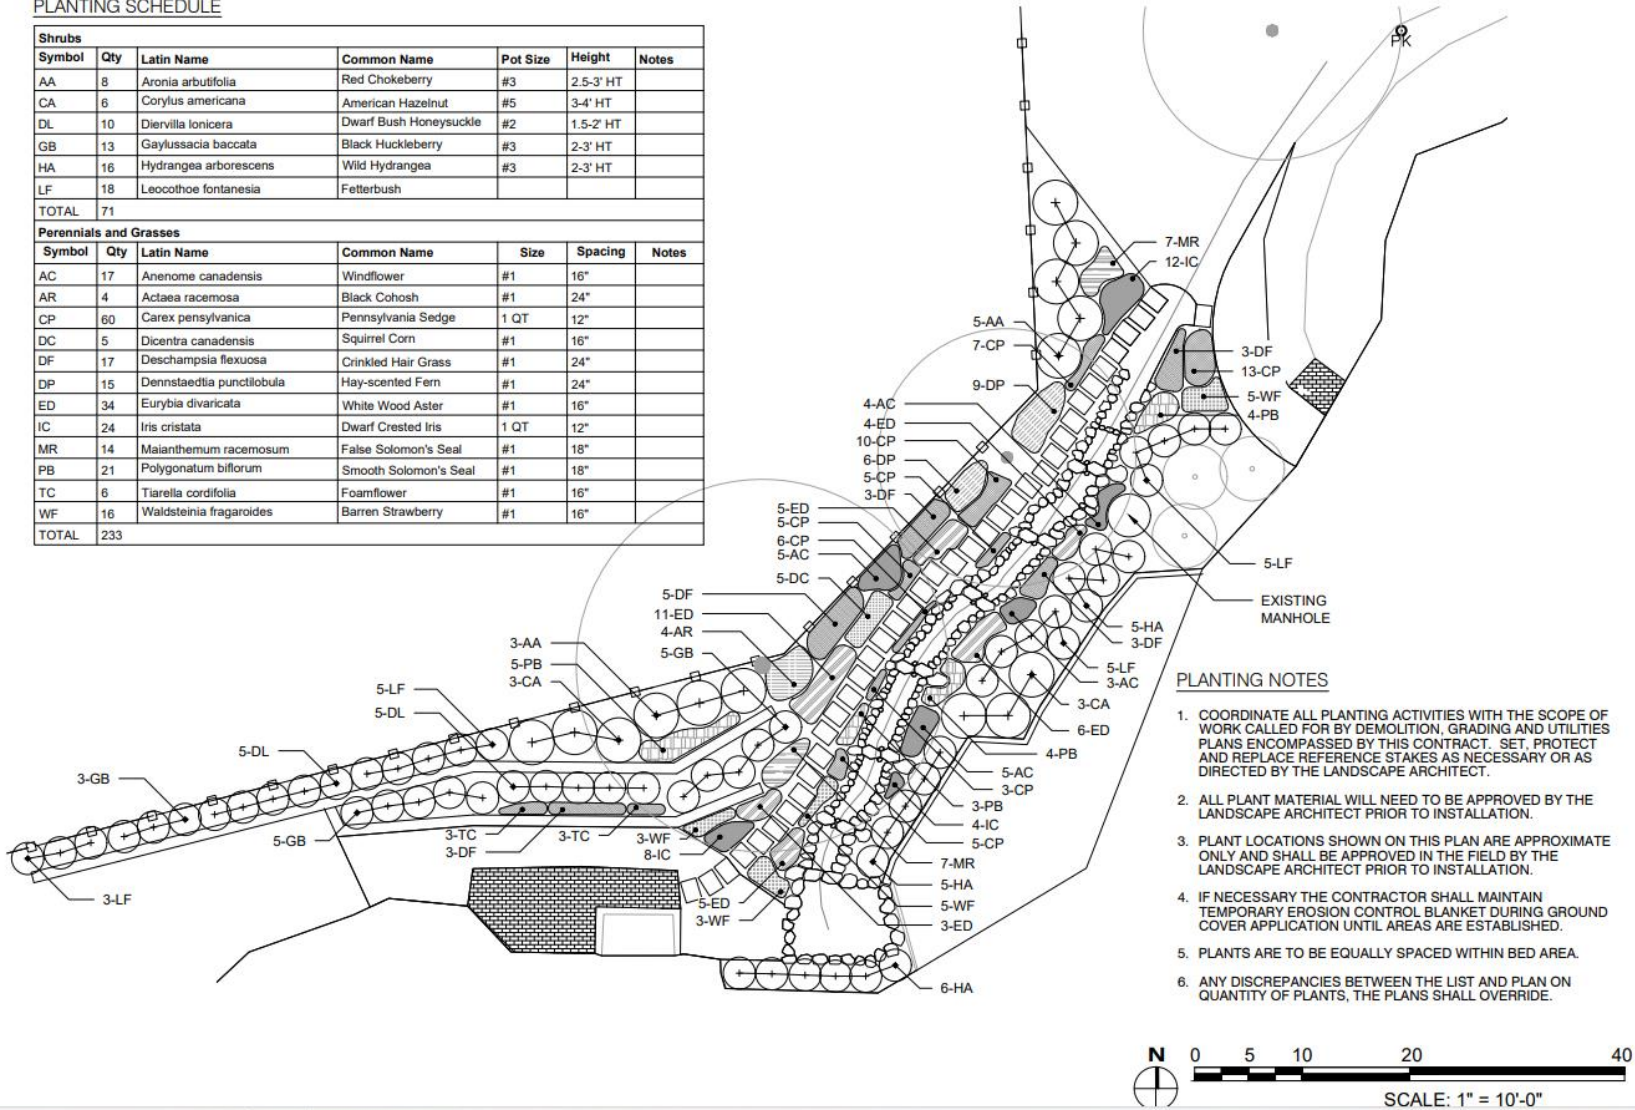 PLANTING SCHEDULE
Shrubs
Symbol Qty Latin Name Common Name Pot Size Height Notes
AA 8 Aronia arbutifolia Red Chokeberry #3 2.5-3' HT
CA 6 Corylus americana American Hazelnut #5 3-4' HT
DL 10 Diervilla lonicera Dwarf Bush Honeysuckle #2 1.5-2' HT
GB 13 Gaylussacia baccata Black Huckleberry #3 2-3' HT
HA 16 Hydrangea arborescens Wild Hydrangea #3 2-3' HT
LF 18 Leocothoe fontanesia Fetterbush
TOTAL 71
Perennials and Grasses
Symbol Qty Latin Name Common Name Size Spacing Notes
AC 17 Anenome canadensis Windflower #1 16"
AR 4 Actaea racemosa Black Cohosh #1 24"
CP 60 Carex pensylvanica Pennsylvania Sedge 1 QT 12"
DC 5 Dicentra canadensis Squirrel Corn #1 16"
DF 17 Deschampsia flexuosa Crinkled Hair Grass #1 24"
DP 15 Dennstaedtia punctilobula Hay-scented Fern #1 24"
ED 34 Eurybia divaricata White Wood Aster #1 16"
IC 24 Iris cristata Dwarf Crested Iris 1 QT 12"
MR 14 Maianthemum racemosum False Solomon's Seal #1 18"
PB 21 Polygonatum biflorum Smooth Solomon's Seal #1 18"
TC 6 Tiarella cordifolia Foamflower #1 16"
WF 16 Waldsteinia fragaroides Barren Strawberry #1 16"
TOTAL 233
PK
7-MR
12-IC
5-AA
7-CP
9-DP
4-AC
4-ED
10-CP
6-DP
5-CP
3-DF
5-ED
5-CP
6-CP
5-AC
5-DC
5-DF
11-ED
4-AR
5-GB
3-AA
5-PB
3-CA
5-LF
5-DL
5-DL
3-GB
3-LF
5-GB
3-TC
3-DF
3-TC
3-WF
8-IC
5-ED
3-WF
3-DF
13-CP
5-WF
4-PB
5-LF
EXISTING
MANHOLE
5-HA
3-DF
5-LF
3-AC
3-CA
6-ED
4-PB
5-AC
3-CP
3-PB
4-IC
5-CP
7-MR
5-HA
5-WF
3-ED
6-HA
PLANTING NOTES
1. COORDINATE ALL PLANTING ACTIVITIES WITH THE SCOPE OF
WORK CALLED FOR BY DEMOLITION, GRADING AND UTILITIES
PLANS ENCOMPASSED BY THIS CONTRACT. SET, PROTECT
AND REPLACE REFERENCE STAKES AS NECESSARY OR AS
DIRECTED BY THE LANDSCAPE ARCHITECT.
2. ALL PLANT MATERIAL WILL NEED TO BE APPROVED BY THE
LANDSCAPE ARCHITECT PRIOR TO INSTALLATION.
3. PLANT LOCATIONS SHOWN ON THIS PLAN ARE APPROXIMATE
ONLY AND SHALL BE APPROVED IN THE FIELD BY THE
LANDSCAPE ARCHITECT PRIOR TO INSTALLATION.
4. IF NECESSARY THE CONTRACTOR SHALL MAINTAIN
TEMPORARY EROSION CONTROL BLANKET DURING GROUND
COVER APPLICATION UNTIL AREAS ARE ESTABLISHED.
5. PLANTS ARE TO BE EQUALLY SPACED WITHIN BED AREA.
6. ANY DISCREPANCIES BETWEEN THE LIST AND PLAN ON
QUANTITY OF PLANTS, THE PLANS SHALL OVERRIDE.
N 0 5 10 20 40
SCALE: 1" = 10'-0"